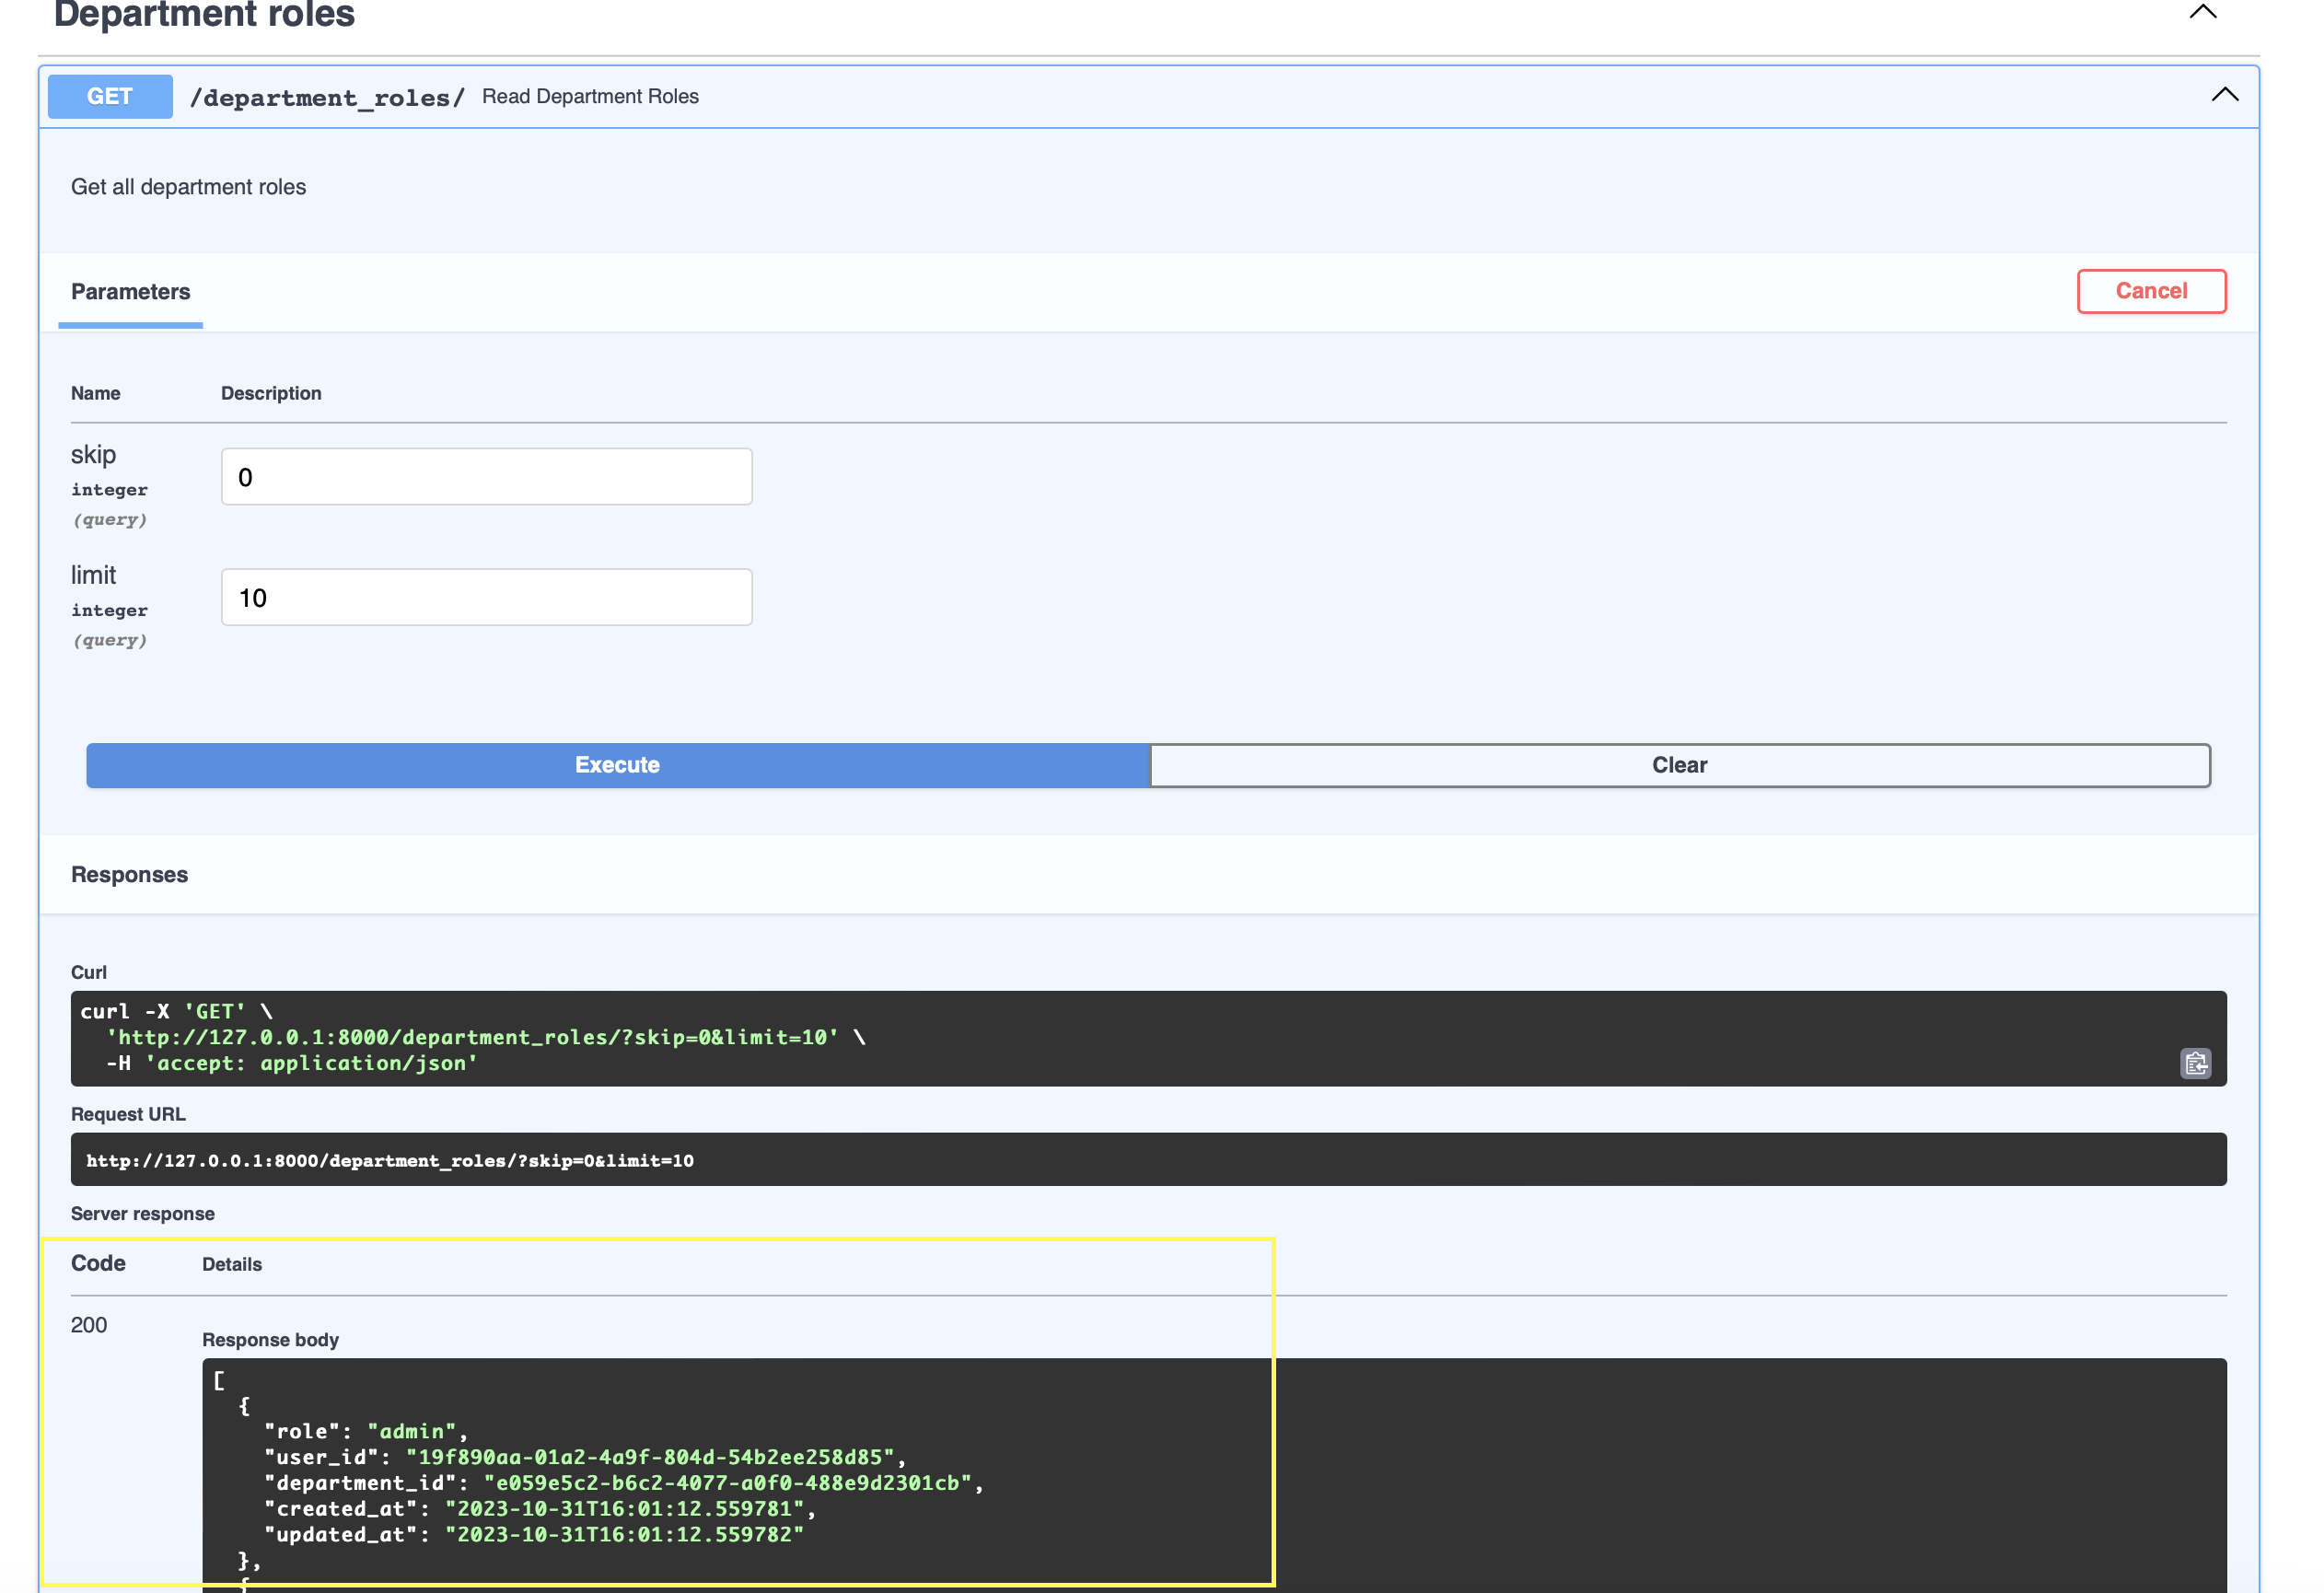 Department roles
GET /department_roles/ Read Department Roles
Get all department roles
Parameters
Cancel
Name Description
skip
integer
(query)
0
limit
integer
(query)
10
Execute Clear
Responses
Curl
curl -X 'GET' \
  'http://127.0.0.1:8000/department_roles/?skip=0&limit=10' \
  -H 'accept: application/json'
Request URL
http://127.0.0.1:8000/department_roles/?skip=0&limit=10
Server response
Code Details
200
Response body
[
  {
    "role": "admin",
    "user_id": "19f890aa-01a2-4a9f-804d-54b2ee258d85",
    "department_id": "e059e5c2-b6c2-4077-a0f0-488e9d2301cb",
    "created_at": "2023-10-31T16:01:12.559781",
    "updated_at": "2023-10-31T16:01:12.559782"
  },
  {